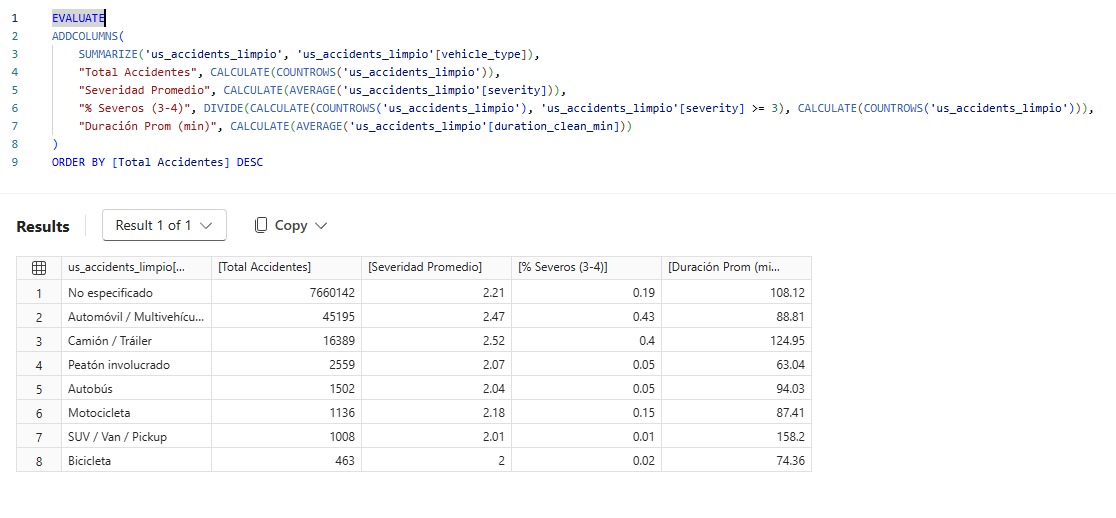 1 EVALUATE
2 ADDCOLUMNS(
3 SUMMARIZE('us_accidents_limpio', 'us_accidents_limpio'[vehicle_type]),
4 "Total Accidentes", CALCULATE(COUNTROWS('us_accidents_limpio')),
5 "Severidad Promedio", CALCULATE(AVERAGE('us_accidents_limpio'[severity])),
6 "% Severos (3-4)", DIVIDE(CALCULATE(COUNTROWS('us_accidents_limpio'), 'us_accidents_limpio'[severity] >= 3), CALCULATE(COUNTROWS('us_accidents_limpio'))),
7 "Duración Prom (min)", CALCULATE(AVERAGE('us_accidents_limpio'[duration_clean_min]))
8 )
9 ORDER BY [Total Accidentes] DESC
Results Result 1 of 1 Copy
us_accidents_limpio[... [Total Accidentes] [Severidad Promedio] [% Severos (3-4)] [Duración Prom (mi...
1 No especificado 7660142 2.21 0.19 108.12
2 Automóvil / Multivehícu... 45195 2.47 0.43 88.81
3 Camión / Tráiler 16389 2.52 0.4 124.95
4 Peatón involucrado 2559 2.07 0.05 63.04
5 Autobús 1502 2.04 0.05 94.03
6 Motocicleta 1136 2.18 0.15 87.41
7 SUV / Van / Pickup 1008 2.01 0.01 158.2
8 Bicicleta 463 2 0.02 74.36